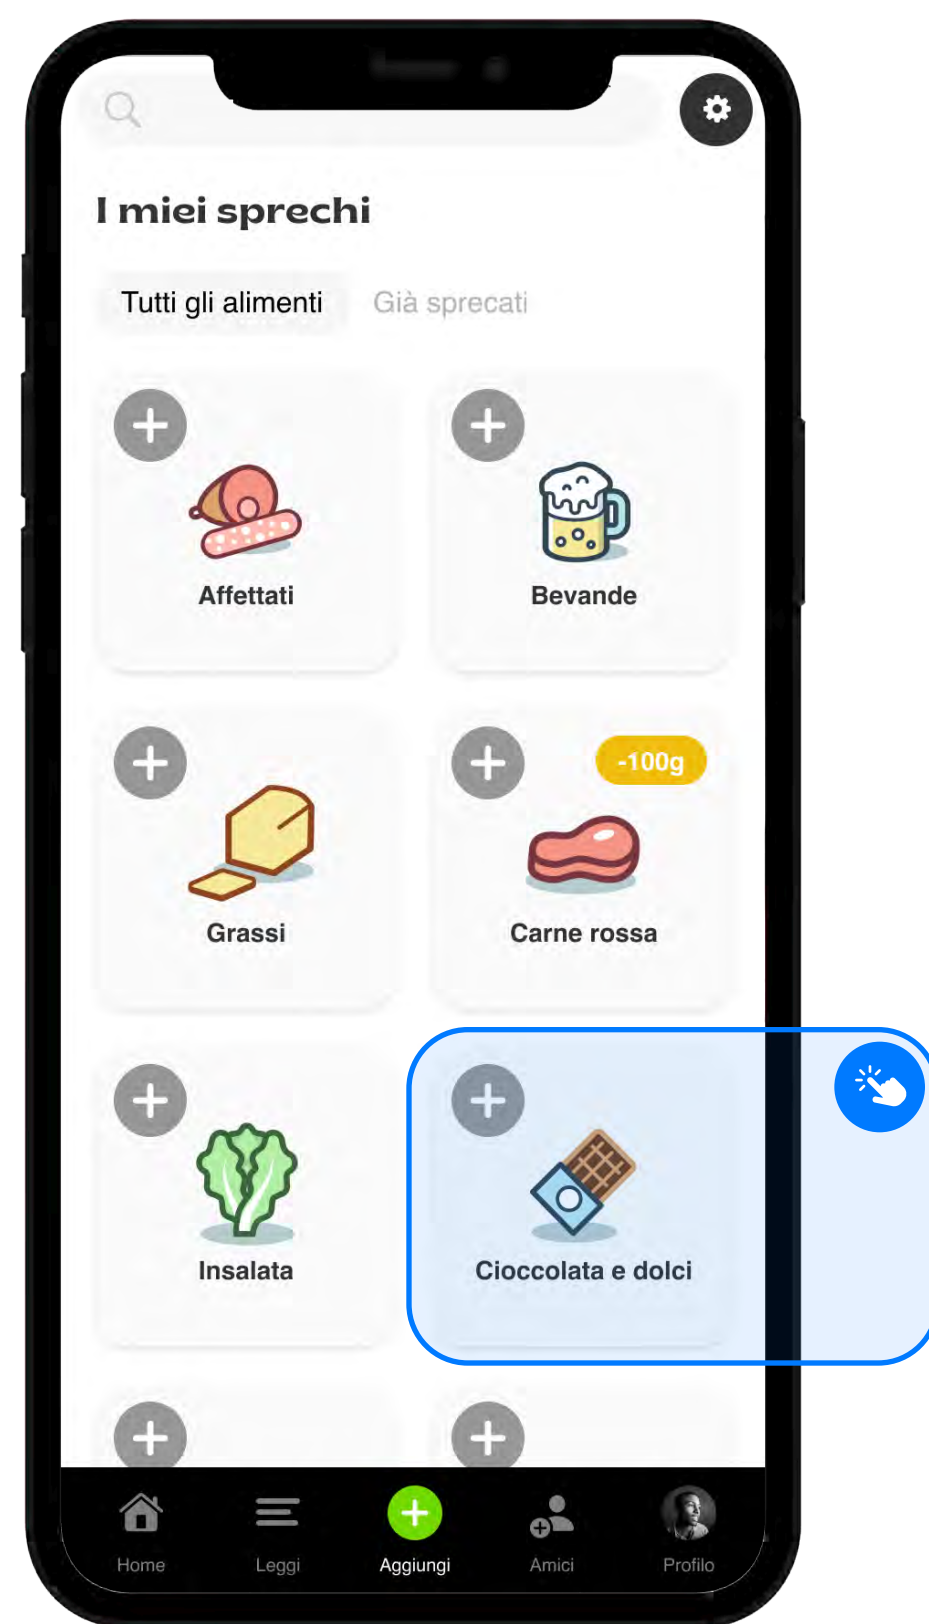 I miei sprechi
Tutti gli alimenti
Già sprecati
Affettati
Bevande
-100g
Grassi
Carne rossa
Insalata
Cioccolata e dolci
Home
Leggi
Aggiungi
Amici
Profilo